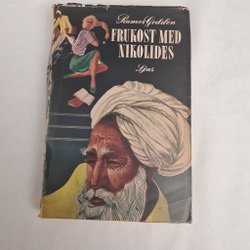 Rumer Godden
FRUKOST MED
NIKOLIDES
Ljus